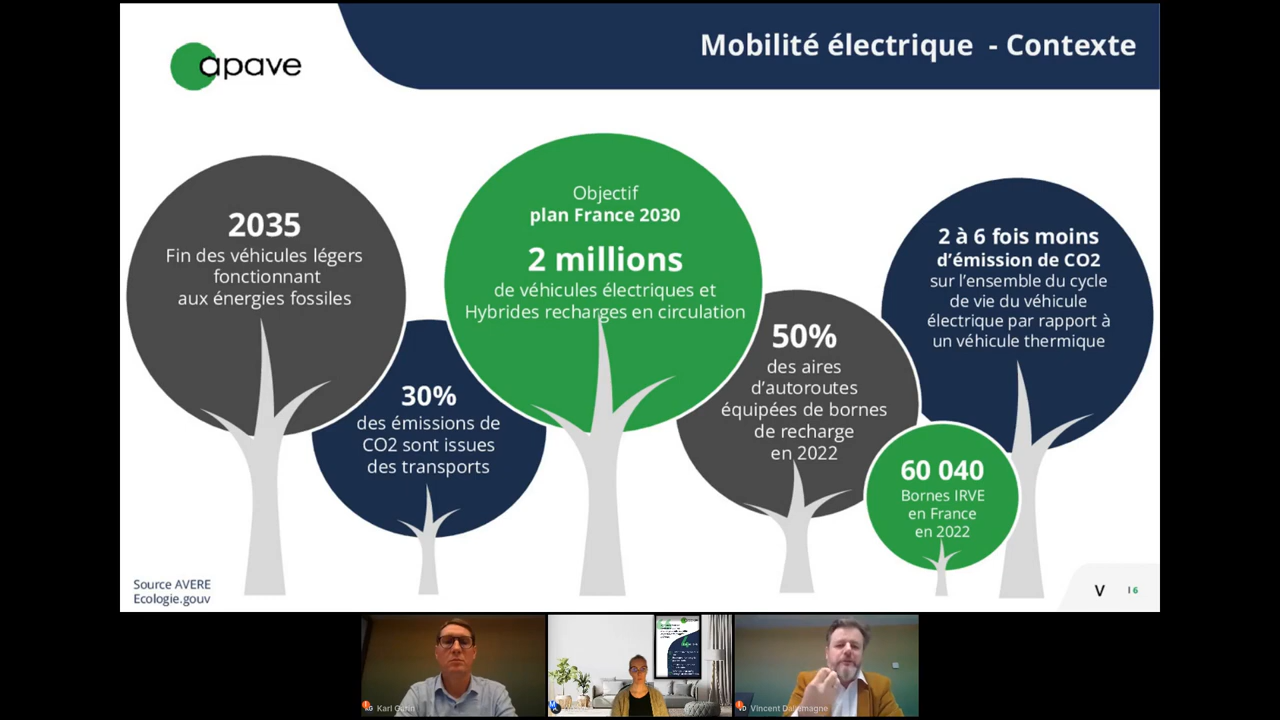 apave
Mobilité électrique - Contexte
2035
Fin des véhicules légers
fonctionnant
aux énergies fossiles
30%
des émissions de
CO2 sont issues
des transports
Objectif
plan France 2030
2 millions
de véhicules électriques et
Hybrides recharges en circulation
50%
des aires
d'autoroutes
équipées de bornes
de recharge
en 2022
2 à 6 fois moins
d'émission de CO2
sur l'ensemble du cycle
de vie du véhicule
électrique par rapport à
un véhicule thermique
60 040
Bornes IRVE
en France
en 2022
Source AVERE
Ecologie.gouv
V
I 6
Karl
Vincent